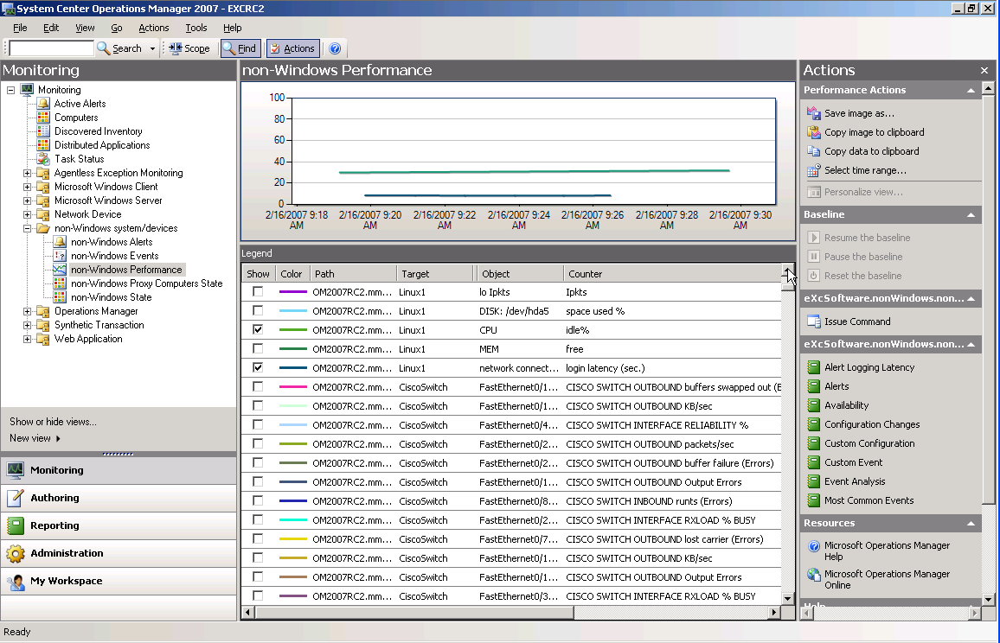 System Center Operations Manager 2007 - EXCRC2
File Edit View Go Actions Tools Help
Search Scope Find Actions
Monitoring
Monitoring
Active Alerts
Computers
Discovered Inventory
Distributed Applications
Task Status
Agentless Exception Monitoring
Microsoft Windows Client
Microsoft Windows Server
Network Device
non-Windows system/devices
non-Windows Alerts
non-Windows Events
non-Windows Performance
non-Windows Proxy Computers State
non-Windows State
Operations Manager
Synthetic Transaction
Web Application
Show or hide views...
New view
Monitoring
Authoring
Reporting
Administration
My Workspace
non-Windows Performance
100
80
60
40
20
0
2/16/2007 9:18 2/16/2007 9:20 2/16/2007 9:22 2/16/2007 9:24 2/16/2007 9:26 2/16/2007 9:28 2/16/2007 9:30
AM AM AM AM AM AM AM
Legend
Show Color Path Target Object Counter
OM2007RC2.mm... Linux1 lo Ipkts Ipkts
OM2007RC2.mm... Linux1 DISK: /dev/hda5 space used %
OM2007RC2.mm... Linux1 CPU idle%
OM2007RC2.mm... Linux1 MEM free
OM2007RC2.mm... Linux1 network connect... login latency (sec.)
OM2007RC2.mm... CiscoSwitch FastEthernet0/1... CISCO SWITCH OUTBOUND buffers swapped out (E
OM2007RC2.mm... CiscoSwitch FastEthernet0/1... CISCO SWITCH OUTBOUND KB/sec
OM2007RC2.mm... CiscoSwitch FastEthernet0/4... CISCO SWITCH INTERFACE RELIABILITY %
OM2007RC2.mm... CiscoSwitch FastEthernet0/2... CISCO SWITCH OUTBOUND packets/sec
OM2007RC2.mm... CiscoSwitch FastEthernet0/2... CISCO SWITCH OUTBOUND buffer failure (Errors)
OM2007RC2.mm... CiscoSwitch FastEthernet0/1... CISCO SWITCH OUTBOUND Output Errors
OM2007RC2.mm... CiscoSwitch FastEthernet0/8... CISCO SWITCH INBOUND runts (Errors)
OM2007RC2.mm... CiscoSwitch FastEthernet0/2... CISCO SWITCH INTERFACE RXLOAD % BUSY
OM2007RC2.mm... CiscoSwitch FastEthernet0/7... CISCO SWITCH OUTBOUND lost carrier (Errors)
OM2007RC2.mm... CiscoSwitch FastEthernet0/1... CISCO SWITCH OUTBOUND KB/sec
OM2007RC2.mm... CiscoSwitch FastEthernet0/1... CISCO SWITCH OUTBOUND Output Errors
OM2007RC2.mm... CiscoSwitch FastEthernet0/3... CISCO SWITCH INTERFACE RXLOAD % BUSY
Actions
Performance Actions
Save image as...
Copy image to clipboard
Copy data to clipboard
Select time range...
Personalize view...
Baseline
Resume the baseline
Pause the baseline
Reset the baseline
eXcSoftware.nonWindows.non...
Issue Command
eXcSoftware.nonWindows.non...
Alert Logging Latency
Alerts
Availability
Configuration Changes
Custom Configuration
Custom Event
Event Analysis
Most Common Events
Resources
Microsoft Operations Manager
Help
Microsoft Operations Manager
Online
Help
Ready